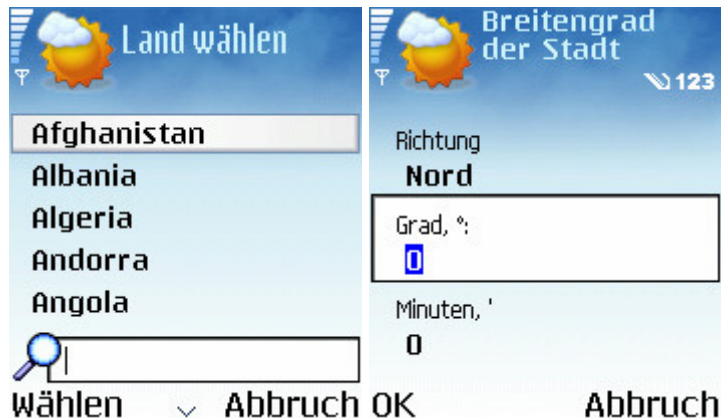 Land wählen
Afghanistan
Albania
Algeria
Andorra
Angola
Wählen
Abbruch
Breitengrad
der Stadt
123
Richtung
Nord
Grad, °:
0
Minuten, '
0
OK
Abbruch